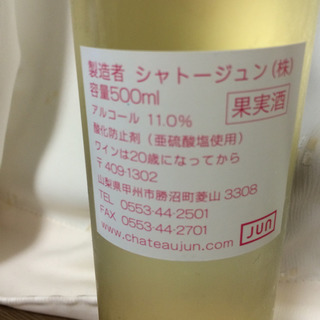 製造者 シャトージュン(株)
容量500ml
アルコール 11.0%
果実酒
酸化防止剤(亜硫酸塩使用)
ワインは20歳になってから
〒409-1302
山梨県甲州市勝沼町菱山 3308
TEL 0553-44-2501
FAX 0553-44-2701
www.chateaujun.com
JUN